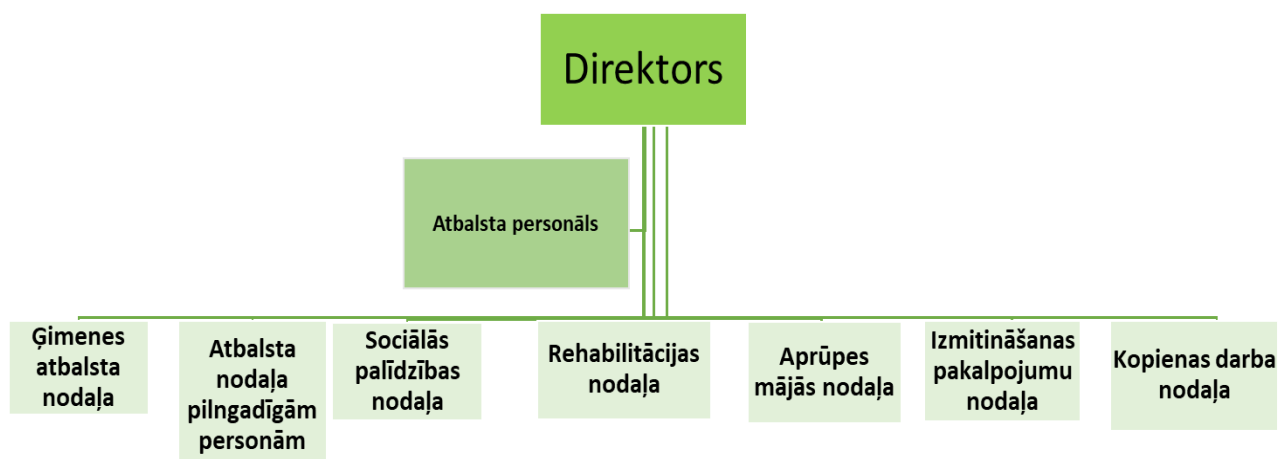 Direktors
Atbalsta personāls
Ģimenes
atbalsta
nodaļa
Atbalsta
nodaļa
pilngadīgām
personām
Sociālās
palīdzības
nodaļa
Rehabilitācijas
nodaļa
Aprūpes
mājās nodaļa
Izmitināšanas
pakalpojumu
nodaļa
Kopienas darba
nodaļa